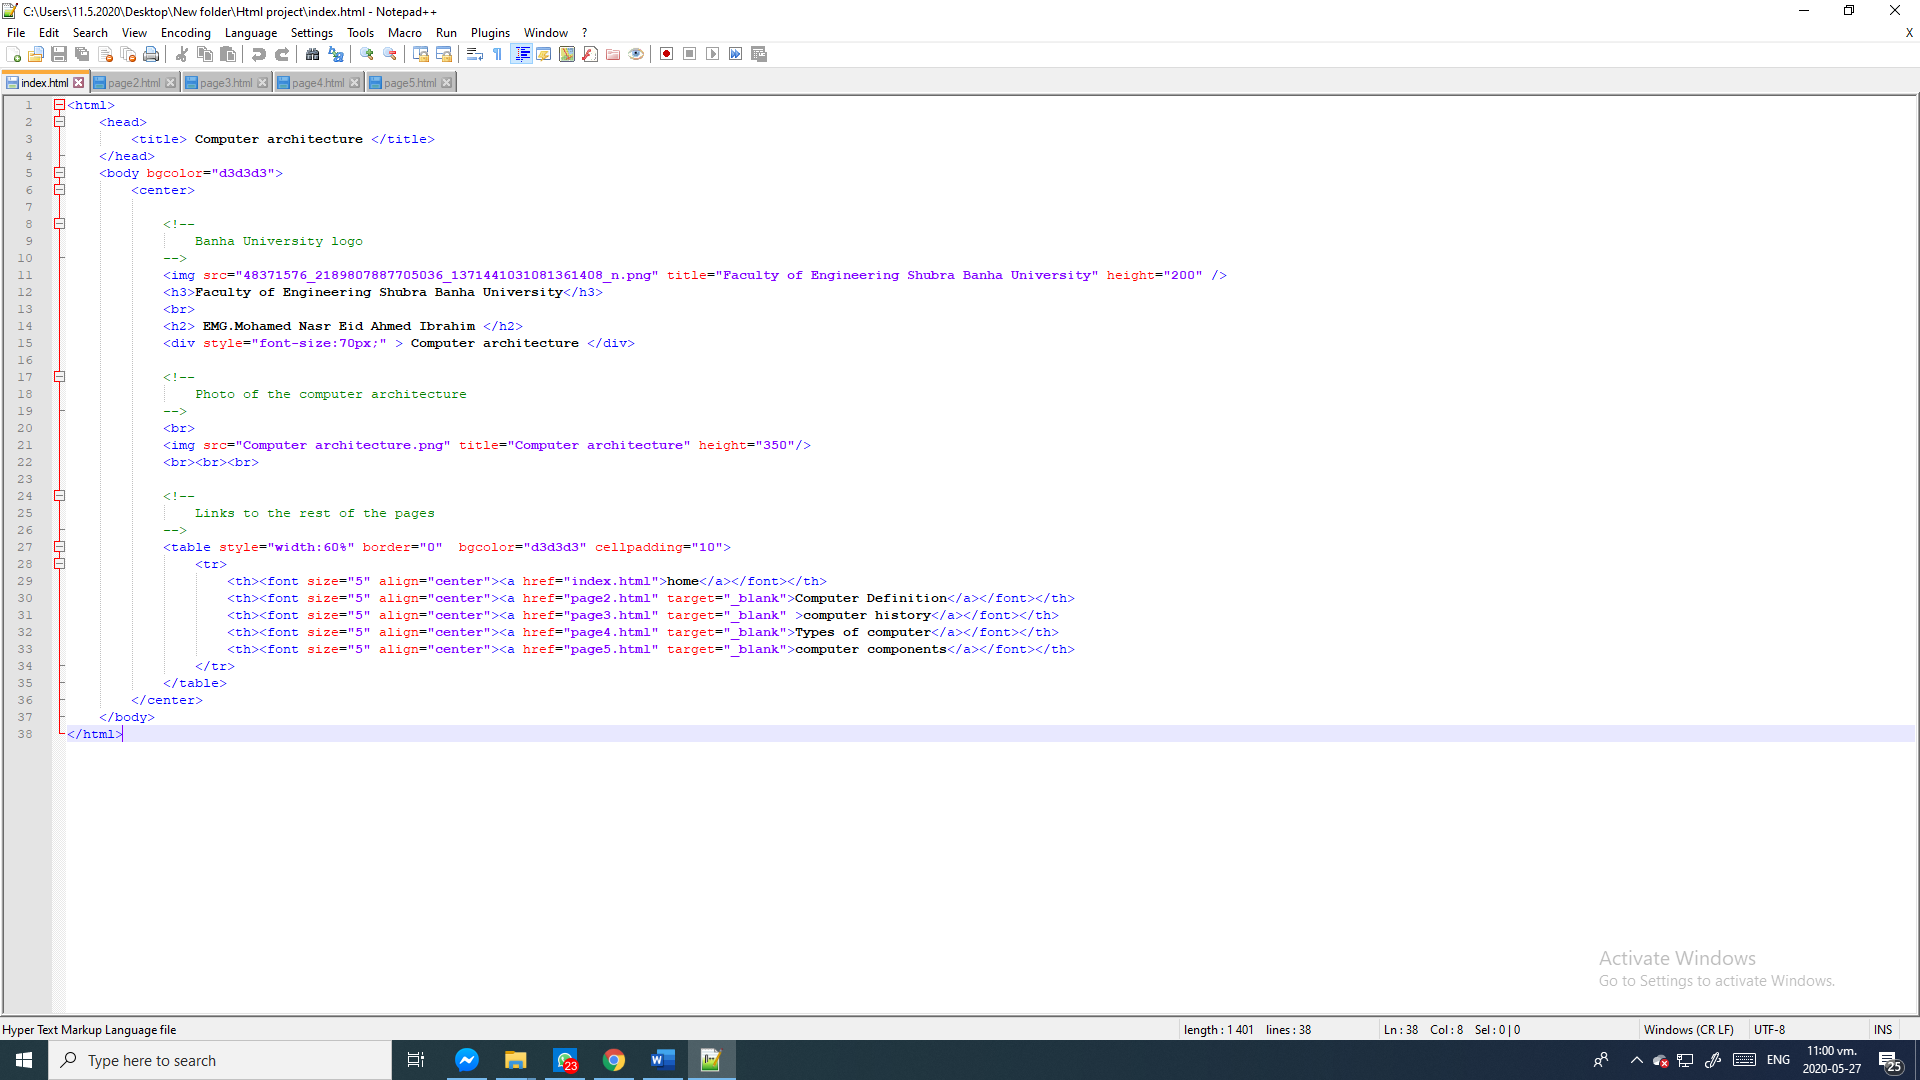 C:\Users\11.5.2020\Desktop\New folder\Html project\index.html - Notepad++
File Edit Search View Encoding Language Settings Tools Macro Run Plugins Window ? X
index.html page2.html page3.html page4.html page5.html
1 <html>
2 <head>
3 <title> Computer architecture </title>
4 </head>
5 <body bgcolor="d3d3d3">
6 <center>
7
8 <!--
9 Banha University logo
10 -->
11 <img src="48371576_2189807887705036_1371441031081361408_n.png" title="Faculty of Engineering Shubra Banha University" height="200" />
12 <h3>Faculty of Engineering Shubra Banha University</h3>
13 <br>
14 <h2> EMG.Mohamed Nasr Eid Ahmed Ibrahim </h2>
15 <div style="font-size:70px;" > Computer architecture </div>
16
17 <!--
18 Photo of the computer architecture
19 -->
20 <br>
21 <img src="Computer architecture.png" title="Computer architecture" height="350"/>
22 <br><br><br>
23
24 <!--
25 Links to the rest of the pages
26 -->
27 <table style="width:60%" border="0"  bgcolor="d3d3d3" cellpadding="10">
28 <tr>
29 <th><font size="5" align="center"><a href="index.html">home</a></font></th>
30 <th><font size="5" align="center"><a href="page2.html" target="_blank">Computer Definition</a></font></th>
31 <th><font size="5" align="center"><a href="page3.html" target="_blank" >computer history</a></font></th>
32 <th><font size="5" align="center"><a href="page4.html" target="_blank">Types of computer</a></font></th>
33 <th><font size="5" align="center"><a href="page5.html" target="_blank">computer components</a></font></th>
34 </tr>
35 </table>
36 </center>
37 </body>
38 </html>
Activate Windows
Go to Settings to activate Windows.
Hyper Text Markup Language file length : 1 401 lines : 38 Ln : 38 Col : 8 Sel : 0 | 0 Windows (CR LF) UTF-8 INS
Type here to search 23 ENG 11:00 vm. 25
2020-05-27